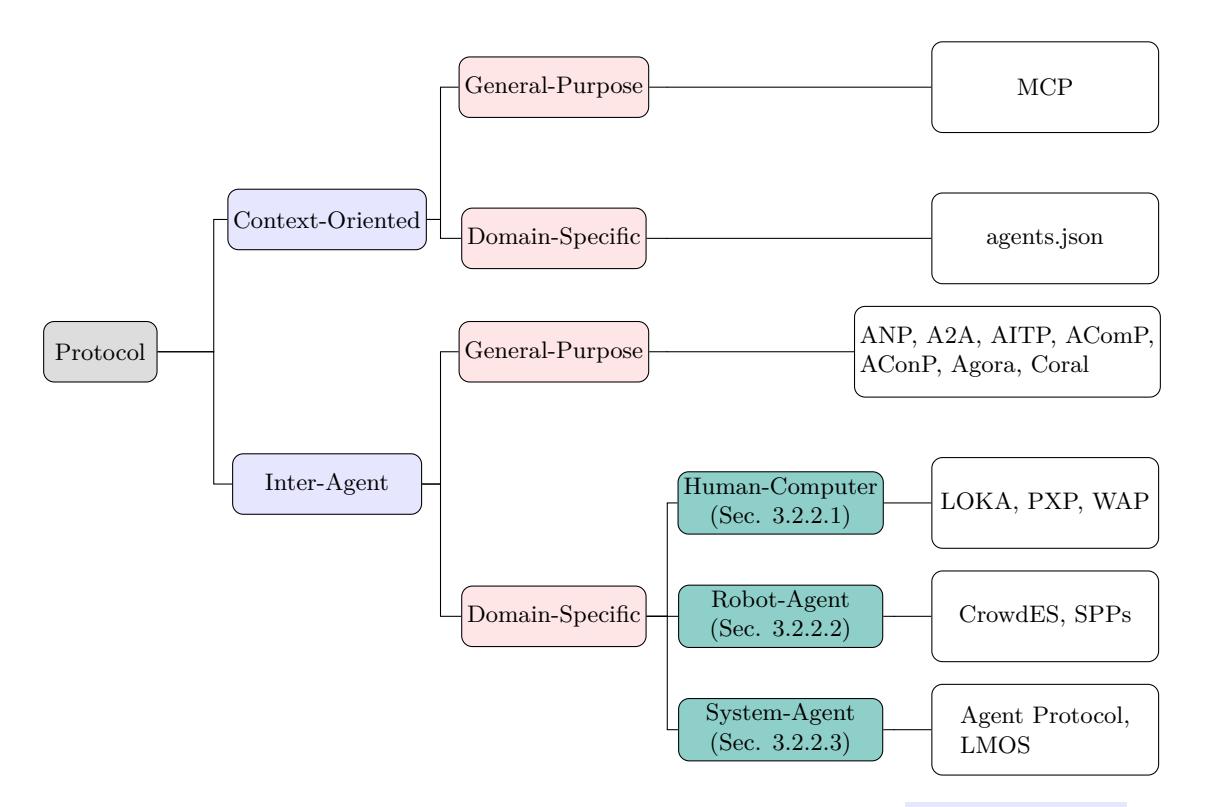 General-Purpose
MCP
Context-Oriented
Domain-Specific
agents.json
Protocol
General-Purpose
ANP, A2A, AITP, AComP,
AConP, Agora, Coral
Inter-Agent
Human-Computer
(Sec. 3.2.2.1)
LOKA, PXP, WAP
Domain-Specific
Robot-Agent
(Sec. 3.2.2.2)
CrowdES, SPPs
System-Agent
(Sec. 3.2.2.3)
Agent Protocol,
LMOS